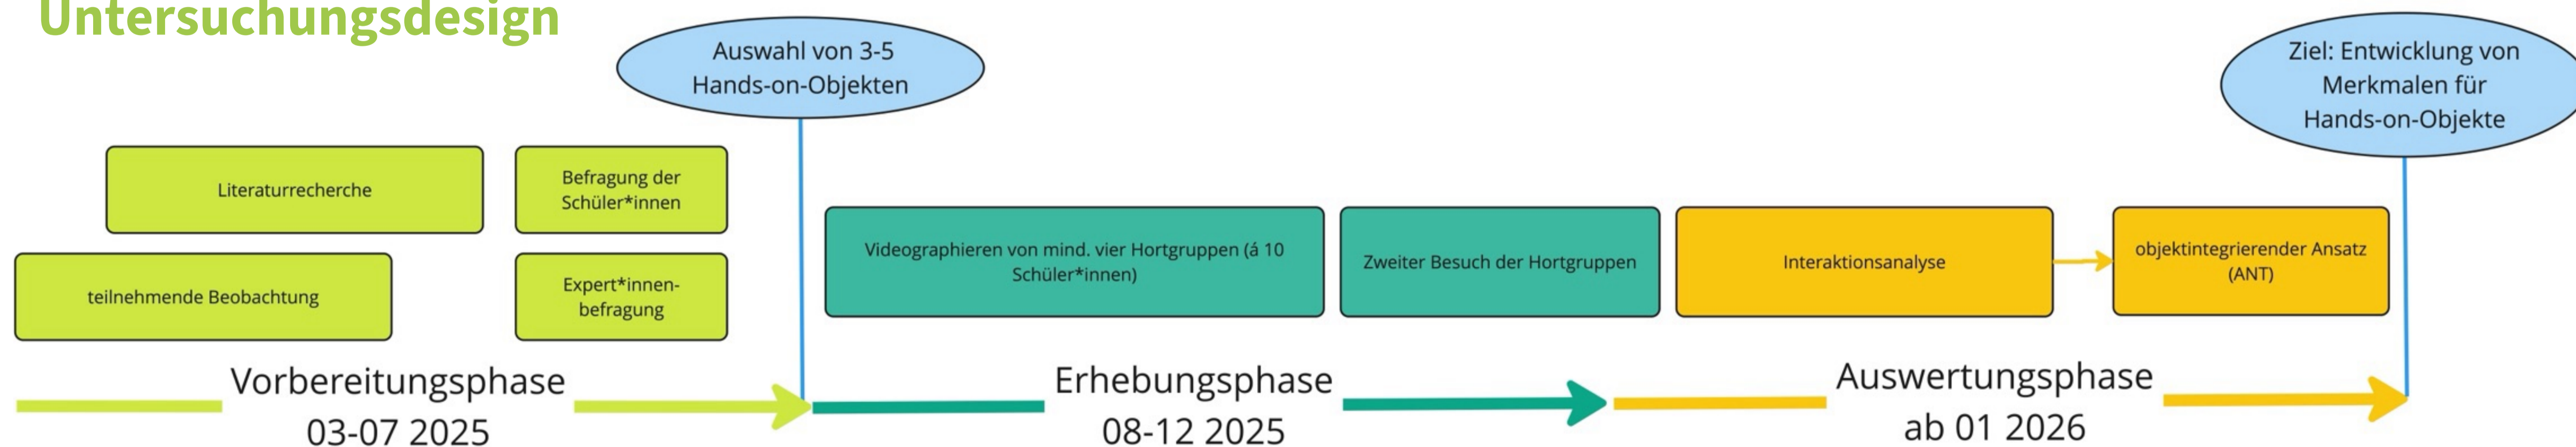 Untersuchungsdesign
Auswahl von 3-5
Hands-on-Objekten
Ziel: Entwicklung von
Merkmalen für
Hands-on-Objekte
Literaturrecherche
Befragung der
Schüler*innen
teilnehmende Beobachtung
Expert*innen-
befragung
Videographieren von mind. vier Hortgruppen (á 10
Schüler*innen)
Zweiter Besuch der Hortgruppen
Interaktionsanalyse
objektintegrierender Ansatz
(ANT)
Vorbereitungsphase
03-07 2025
Erhebungsphase
08-12 2025
Auswertungsphase
ab 01 2026